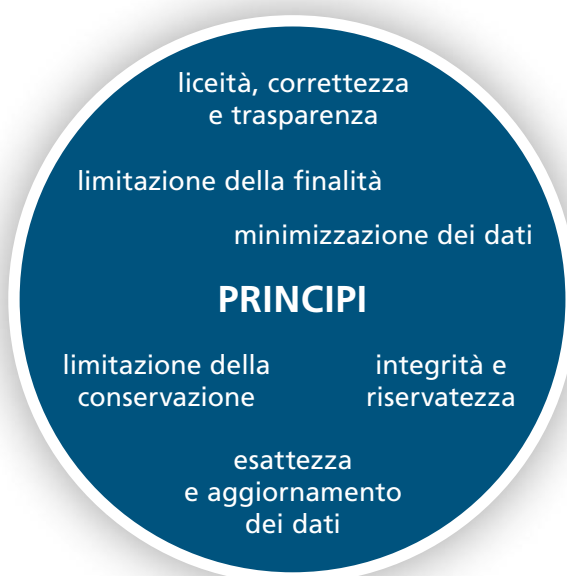 liceità, correttezza
e trasparenza
limitazione della finalità
minimizzazione dei dati
PRINCIPI
limitazione della
conservazione
integrità e
riservatezza
esattezza
e aggiornamento
dei dati